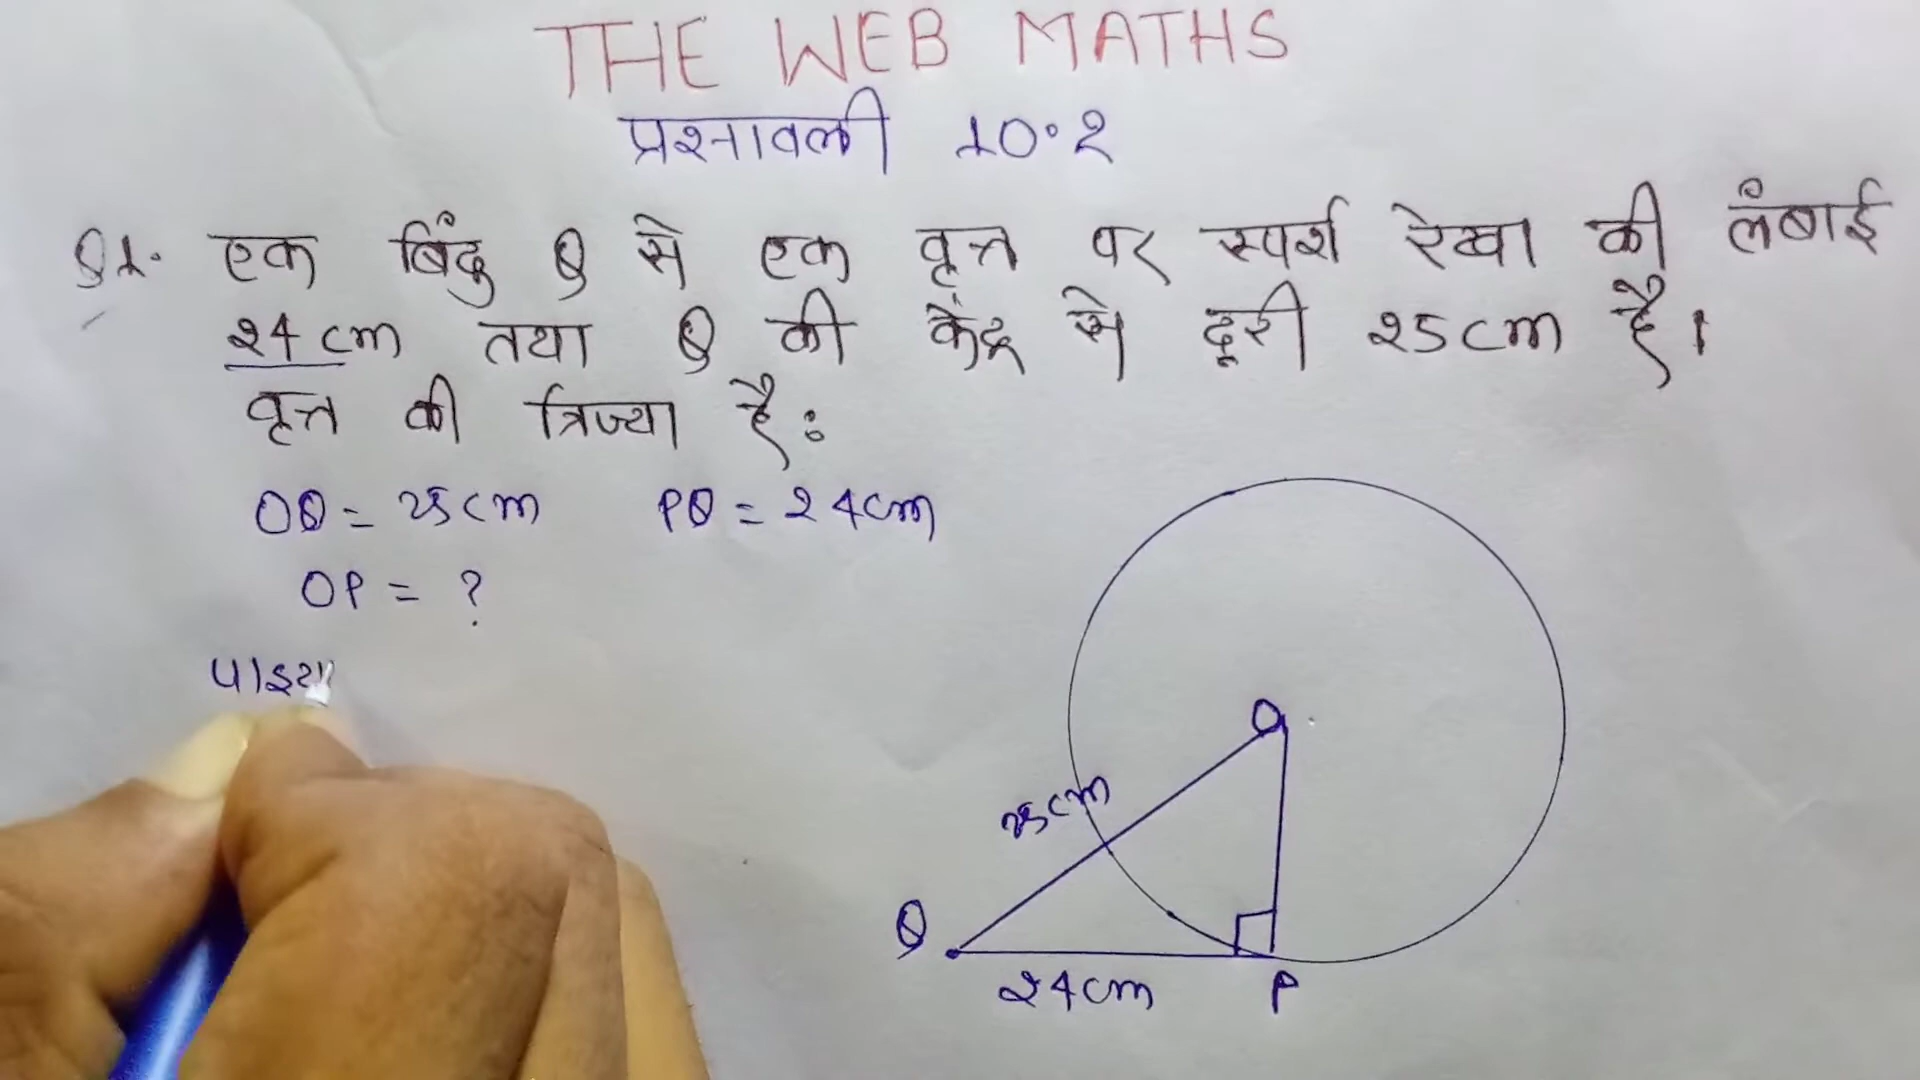 THE WEB MATHS
प्रश्नावली 10.2
Q1. एक बिंदु Q से एक वृत्त पर स्पर्श रेखा की लंबाई
24 cm तथा Q की केंद्र से दूरी 25 cm है।
वृत्त की त्रिज्या है:
OQ = 25 cm PQ = 24 cm
OP = ?
पाइथा
O
25 cm
Q
24 cm
P